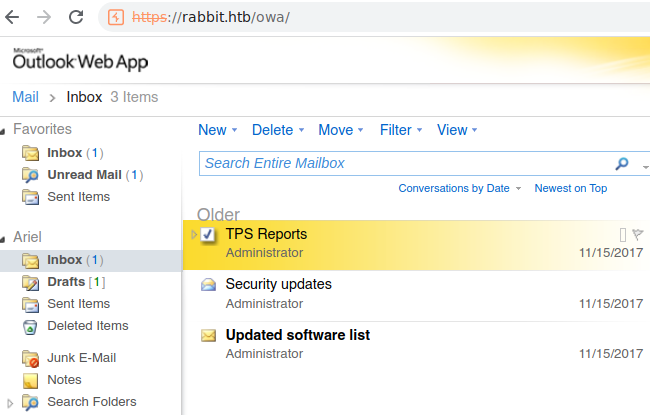 https://rabbit.htb/owa/
Microsoft®
Outlook Web App
Mail > Inbox 3 Items
Favorites
Inbox (1)
Unread Mail (1)
Sent Items
Ariel
Inbox (1)
Drafts [1]
Sent Items
Deleted Items
Junk E-Mail
Notes
Search Folders
New Delete Move Filter View
Search Entire Mailbox
Conversations by Date Newest on Top
Older
TPS Reports
Administrator 11/15/2017
Security updates
Administrator 11/15/2017
Updated software list
Administrator 11/15/2017